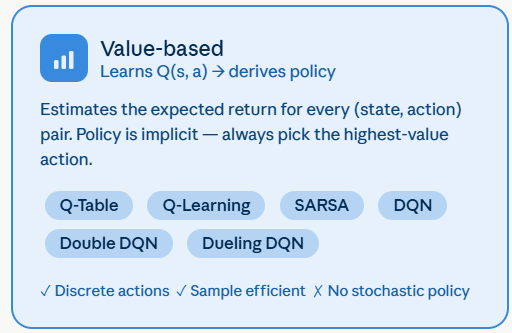 Value-based
Learns Q(s, a) → derives policy
Estimates the expected return for every (state, action)
pair. Policy is implicit — always pick the highest-value
action.
Q-Table Q-Learning SARSA DQN
Double DQN Dueling DQN
✓ Discrete actions ✓ Sample efficient ✗ No stochastic policy